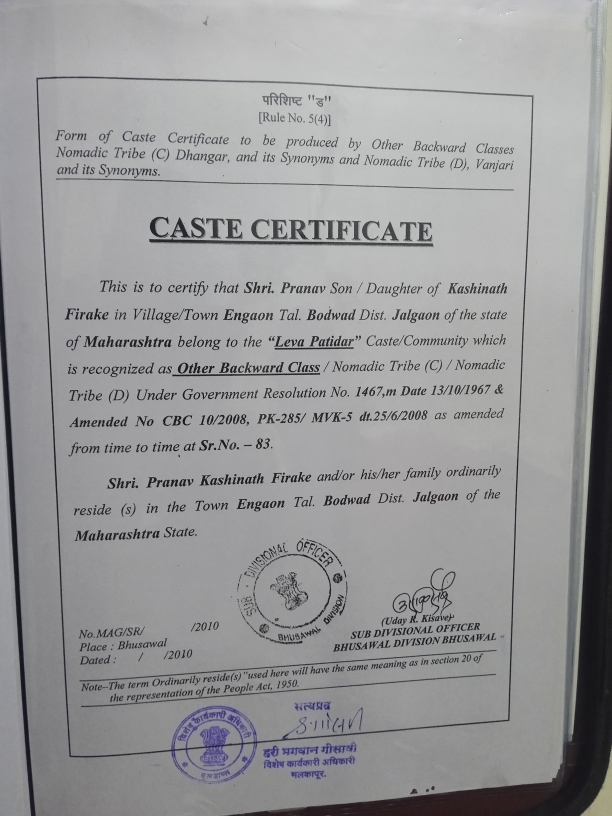 परिशिष्ट "ड"
[Rule No. 5(4)]
Form of Caste Certificate to be produced by Other Backward Classes
Nomadic Tribe (C) Dhangar, and its Synonyms and Nomadic Tribe (D), Vanjari
and its Synonyms.
CASTE CERTIFICATE
This is to certify that Shri. Pranav Son / Daughter of Kashinath
Firake in Village/Town Engaon Tal. Bodwad Dist. Jalgaon of the state
of Maharashtra belong to the “Leva Patidar” Caste/Community which
is recognized as Other Backward Class / Nomadic Tribe (C) / Nomadic
Tribe (D) Under Government Resolution No. 1467,m Date 13/10/1967 &
Amended No CBC 10/2008, PK-285/ MVK-5 dt.25/6/2008 as amended
from time to time at Sr.No. – 83.
Shri. Pranav Kashinath Firake and/or his/her family ordinarily
reside (s) in the Town Engaon Tal. Bodwad Dist. Jalgaon of the
Maharashtra State.
SUB - DIVISIONAL OFFICER
BHUSAWAL DIVISION
No.MAG/SR/ /2010
Place : Bhusawal
Dated : / /2010
(Uday R. Kisave)
SUB DIVISIONAL OFFICER
BHUSAWAL DIVISION BHUSAWAL
Note--The term Ordinarily reside(s)"used here will have the same meaning as in section 20 of
the representation of the People Act, 1950.
सत्यप्रत
विशेष कार्यकारी अधिकारी
हरी भगवान गोसावी
विशेष कार्यकारी अधिकारी
मलकापूर.